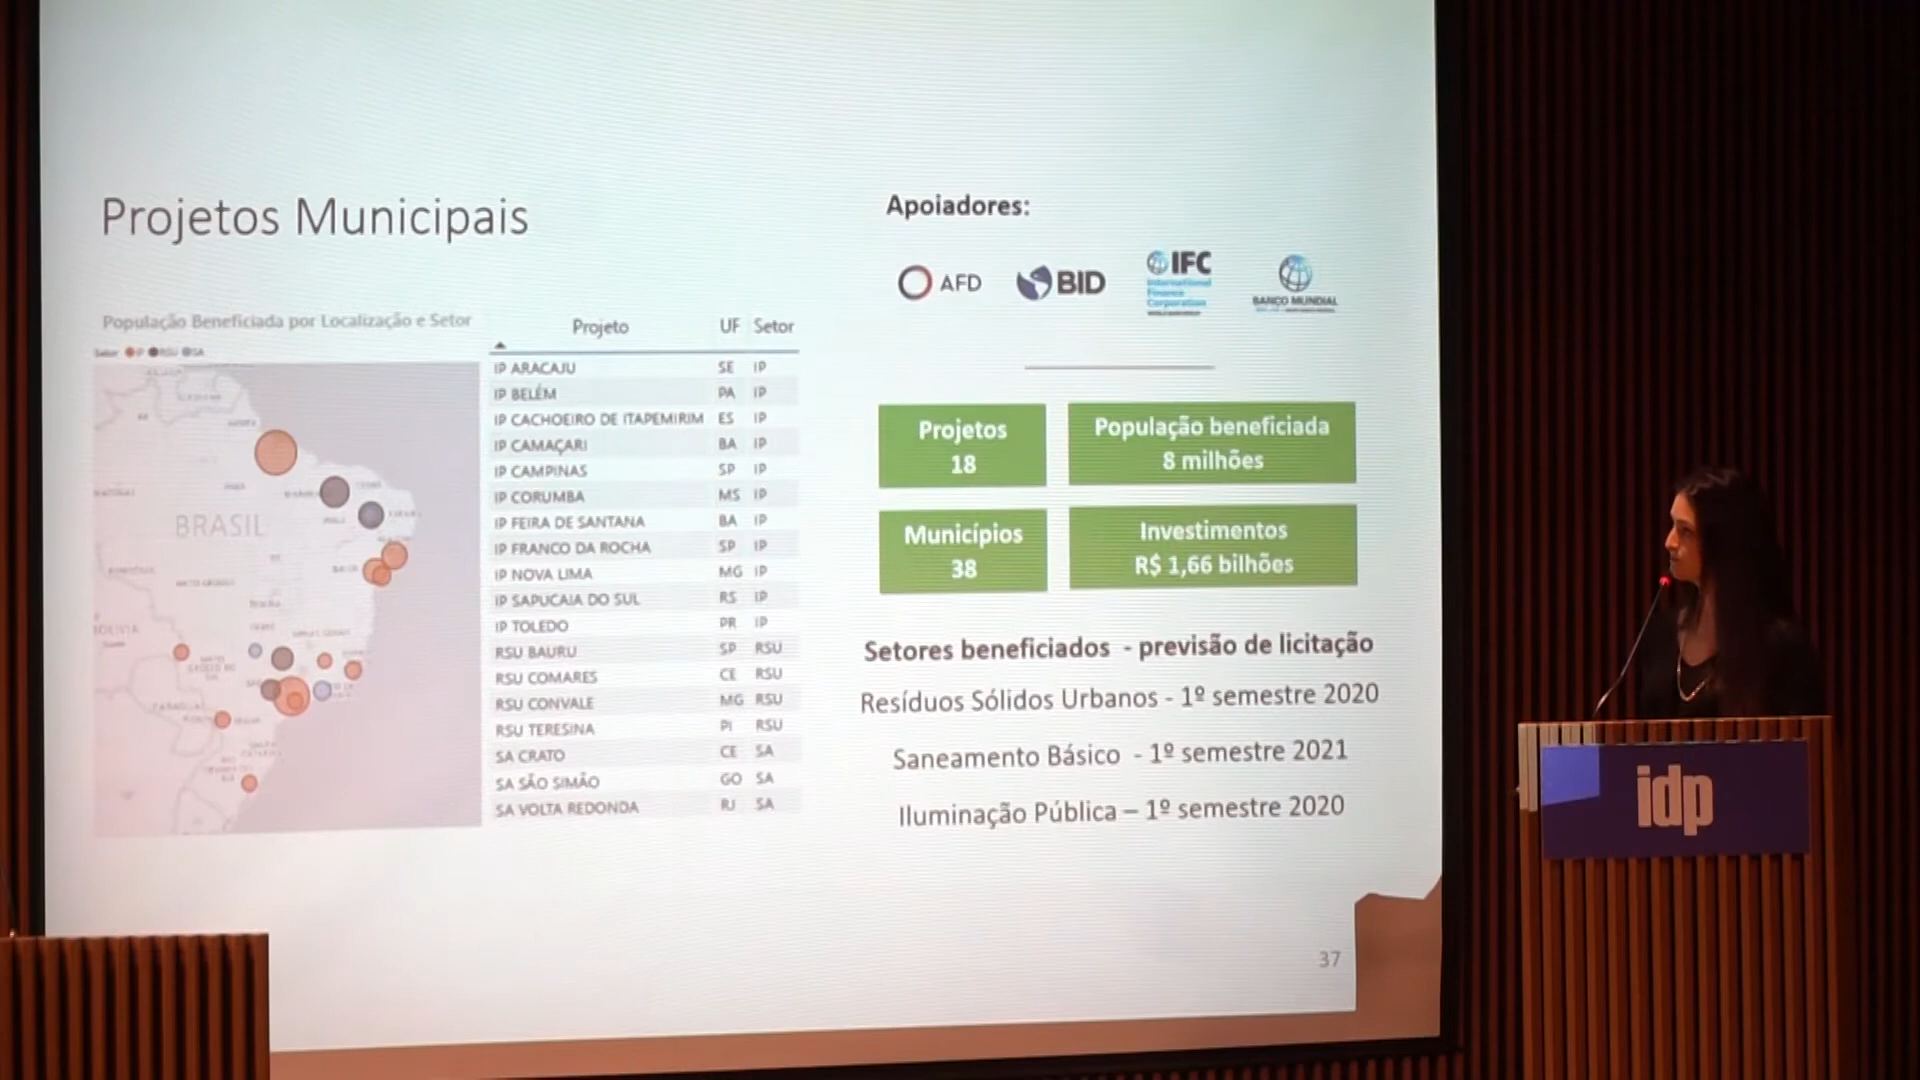 Projetos Municipais
População Beneficiada por Localização e Setor
Setor IP RSU SA
BRASIL
Projeto UF Setor
IP ARACAJU SE IP
IP BELÉM PA IP
IP CACHOEIRO DE ITAPEMIRIM ES IP
IP CAMAÇARI BA IP
IP CAMPINAS SP IP
IP CORUMBA MS IP
IP FEIRA DE SANTANA BA IP
IP FRANCO DA ROCHA SP IP
IP NOVA LIMA MG IP
IP SAPUCAIA DO SUL RS IP
IP TOLEDO PR IP
RSU BAURU SP RSU
RSU COMARES CE RSU
RSU CONVALE MG RSU
RSU TERESINA PI RSU
SA CRATO CE SA
SA SÃO SIMÃO GO SA
SA VOLTA REDONDA RJ SA
Apoiadores:
AFD
BID
IFC
International
Finance
Corporation
BANCO MUNDIAL
Projetos
18
População beneficiada
8 milhões
Municípios
38
Investimentos
R$ 1,66 bilhões
Setores beneficiados - previsão de licitação
Resíduos Sólidos Urbanos - 1º semestre 2020
Saneamento Básico - 1º semestre 2021
Iluminação Pública – 1º semestre 2020
37
idp